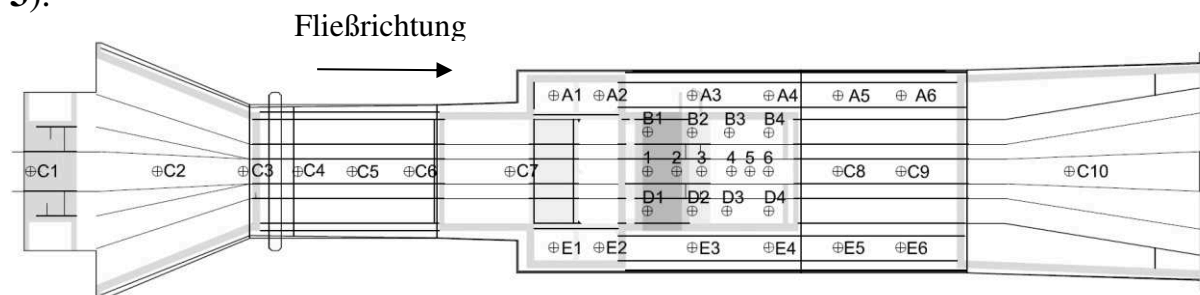 3).
Fließrichtung
A1 A2 A3 A4 A5 A6
B1 B2 B3 B4
C1 C2 C3 C4 C5 C6 C7 1 2 3 4 5 6 C8 C9 C10
D1 D2 D3 D4
E1 E2 E3 E4 E5 E6